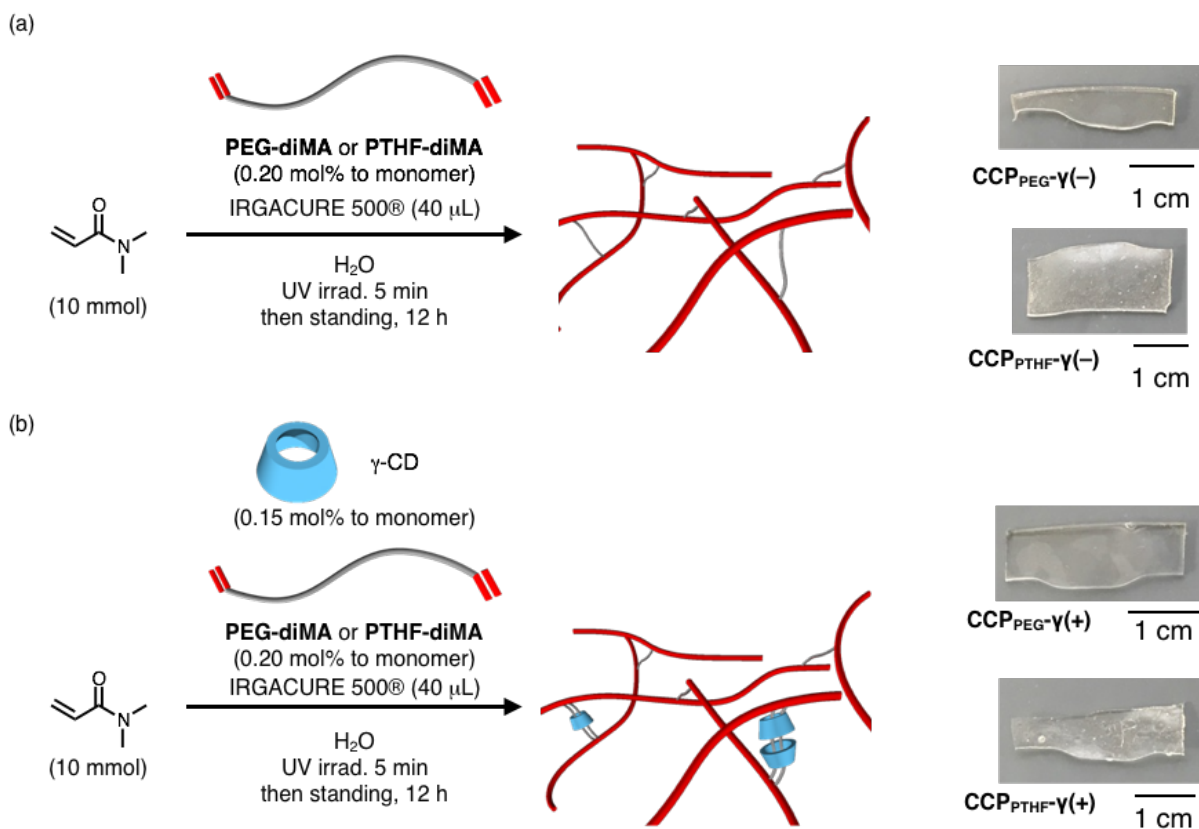 (a)
PEG-diMA or PTHF-diMA
(0.20 mol% to monomer)
IRGACURE 500® (40 μL)
O
N
(10 mmol)
H₂O
UV irrad. 5 min
then standing, 12 h
CCPPEG-γ(−)
1 cm
CCPPTHF-γ(−)
1 cm
(b)
γ-CD
(0.15 mol% to monomer)
PEG-diMA or PTHF-diMA
(0.20 mol% to monomer)
IRGACURE 500® (40 μL)
O
N
(10 mmol)
H₂O
UV irrad. 5 min
then standing, 12 h
CCPPEG-γ(+)
1 cm
CCPPTHF-γ(+)
1 cm